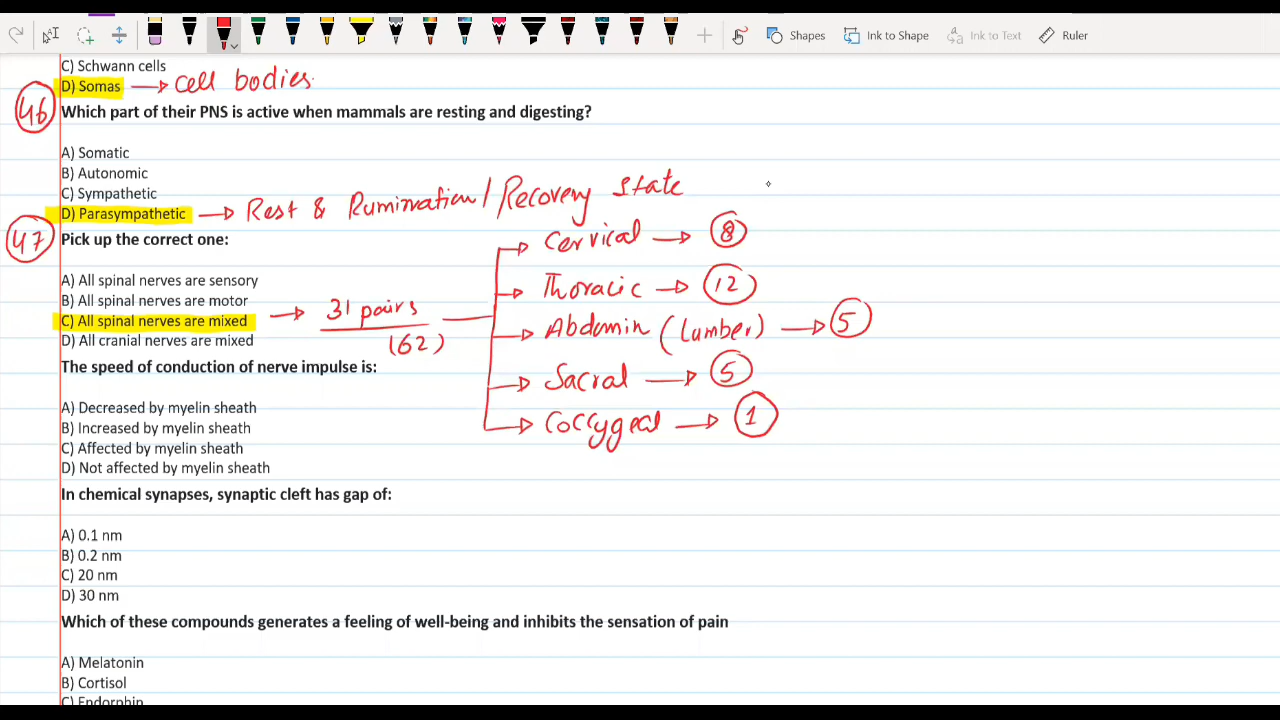 Shapes Ink to Shape Ink to Text Ruler
C) Schwann cells
D) Somas → cell bodies
46
Which part of their PNS is active when mammals are resting and digesting?
A) Somatic
B) Autonomic
C) Sympathetic
D) Parasympathetic → Rest & Rumination/Recovery state
47
Pick up the correct one:
A) All spinal nerves are sensory
B) All spinal nerves are motor
C) All spinal nerves are mixed → 31 pairs
(62)
D) All cranial nerves are mixed
→ Cervical → 8
→ Thoracic → 12
→ Abdomin (lumber) → 5
→ Sacral → 5
→ Coccygeal → 1
The speed of conduction of nerve impulse is:
A) Decreased by myelin sheath
B) Increased by myelin sheath
C) Affected by myelin sheath
D) Not affected by myelin sheath
In chemical synapses, synaptic cleft has gap of:
A) 0.1 nm
B) 0.2 nm
C) 20 nm
D) 30 nm
Which of these compounds generates a feeling of well-being and inhibits the sensation of pain
A) Melatonin
B) Cortisol
C) Endorphin